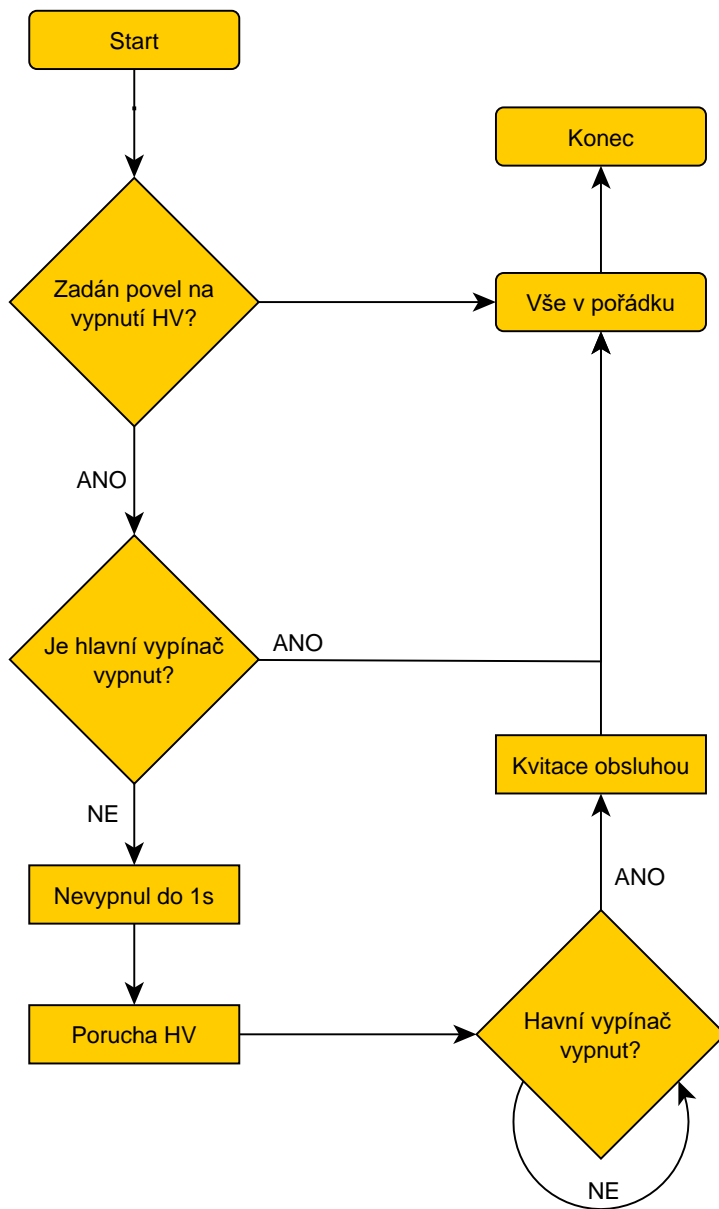 Start
Konec
Zadán povel na
vypnutí HV?
Vše v pořádku
ANO
Je hlavní vypínač
vypnut?
ANO
Kvitace obsluhou
NE
Nevypnul do 1s
ANO
Porucha HV
Havní vypínač
vypnut?
NE